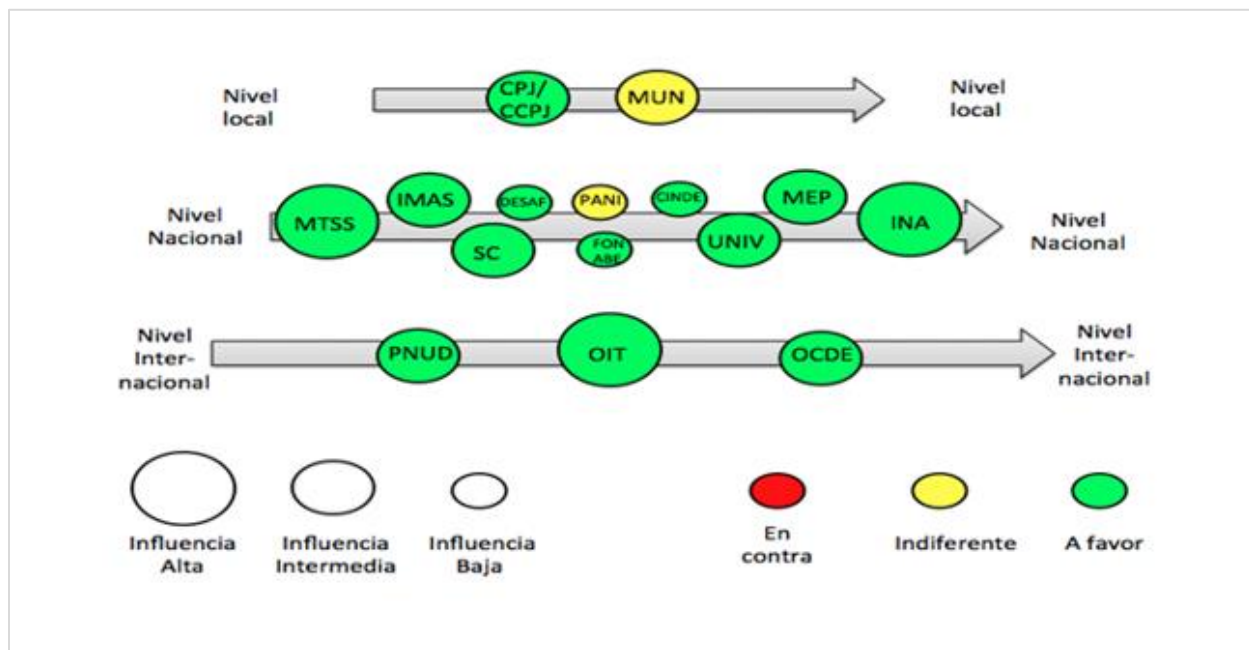 Nivel
local
CPJ/
CCPJ
MUN
Nivel
local
Nivel
Nacional
MTSS
IMAS
SC
DESAF
PANI
FON
ABE
CINDE
UNIV
MEP
INA
Nivel
Nacional
Nivel
Inter-
nacional
PNUD
OIT
OCDE
Nivel
Inter-
nacional
Influencia
Alta
Influencia
Intermedia
Influencia
Baja
En
contra
Indiferente
A favor